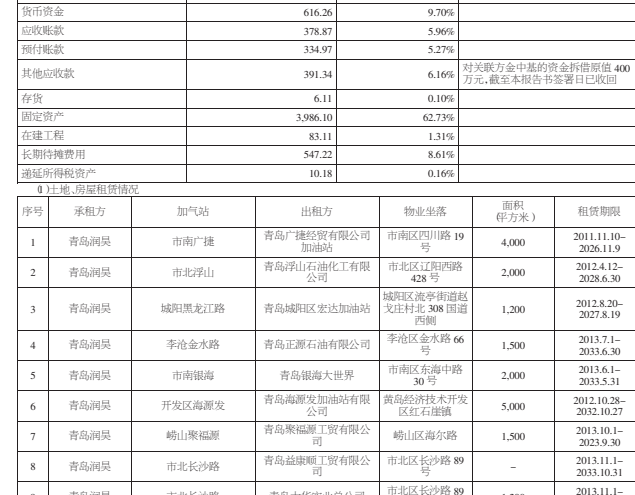 货币资金 616.26 9.70%
应收账款 378.87 5.96%
预付账款 334.97 5.27%
其他应收款 391.34 6.16% 对关联方金中基的资金拆借原值 400
万元,截至本报告书签署日已收回
存货 6.11 0.10%
固定资产 3,986.10 62.73%
在建工程 83.11 1.31%
长期待摊费用 547.22 8.61%
递延所得税资产 10.18 0.16%
(1)土地、房屋租赁情况
序号 承租方 加气站 出租方 物业坐落 面积
(平方米) 租赁期限
1 青岛润昊 市南广捷 青岛广捷经贸有限公司
加油站 市南区四川路 19
号 4,000 2011.11.10–
2026.11.9
2 青岛润昊 市北浮山 青岛浮山石油化工有限
公司 市北区辽阳西路
428 号 2,000 2012.4.12–
2028.6.30
3 青岛润昊 城阳黑龙江路 青岛城阳区宏达加油站 城阳区流亭街道赵
戈庄村北 308 国道
西侧 1,200 2012.8.20–
2027.8.19
4 青岛润昊 李沧金水路 青岛正源石油有限公司 李沧区金水路 66
号 1,500 2013.7.1–
2033.6.30
5 青岛润昊 市南银海 青岛银海大世界 市南区东海中路
30 号 2,000 2013.6.1–
2033.5.31
6 青岛润昊 开发区海源发 青岛海源发加油站有限
公司 黄岛经济技术开发
区红石崖镇 5,000 2012.10.28–
2032.10.27
7 青岛润昊 崂山聚福源 青岛聚福源工贸有限公
司 崂山区海尔路 1,500 2013.10.1–
2023.9.30
8 青岛润昊 市北长沙路 青岛益康顺工贸有限公
司 市北区长沙路 89
号 – 2013.11.1–
2033.10.31
市北区长沙路 89
2013.11.1–